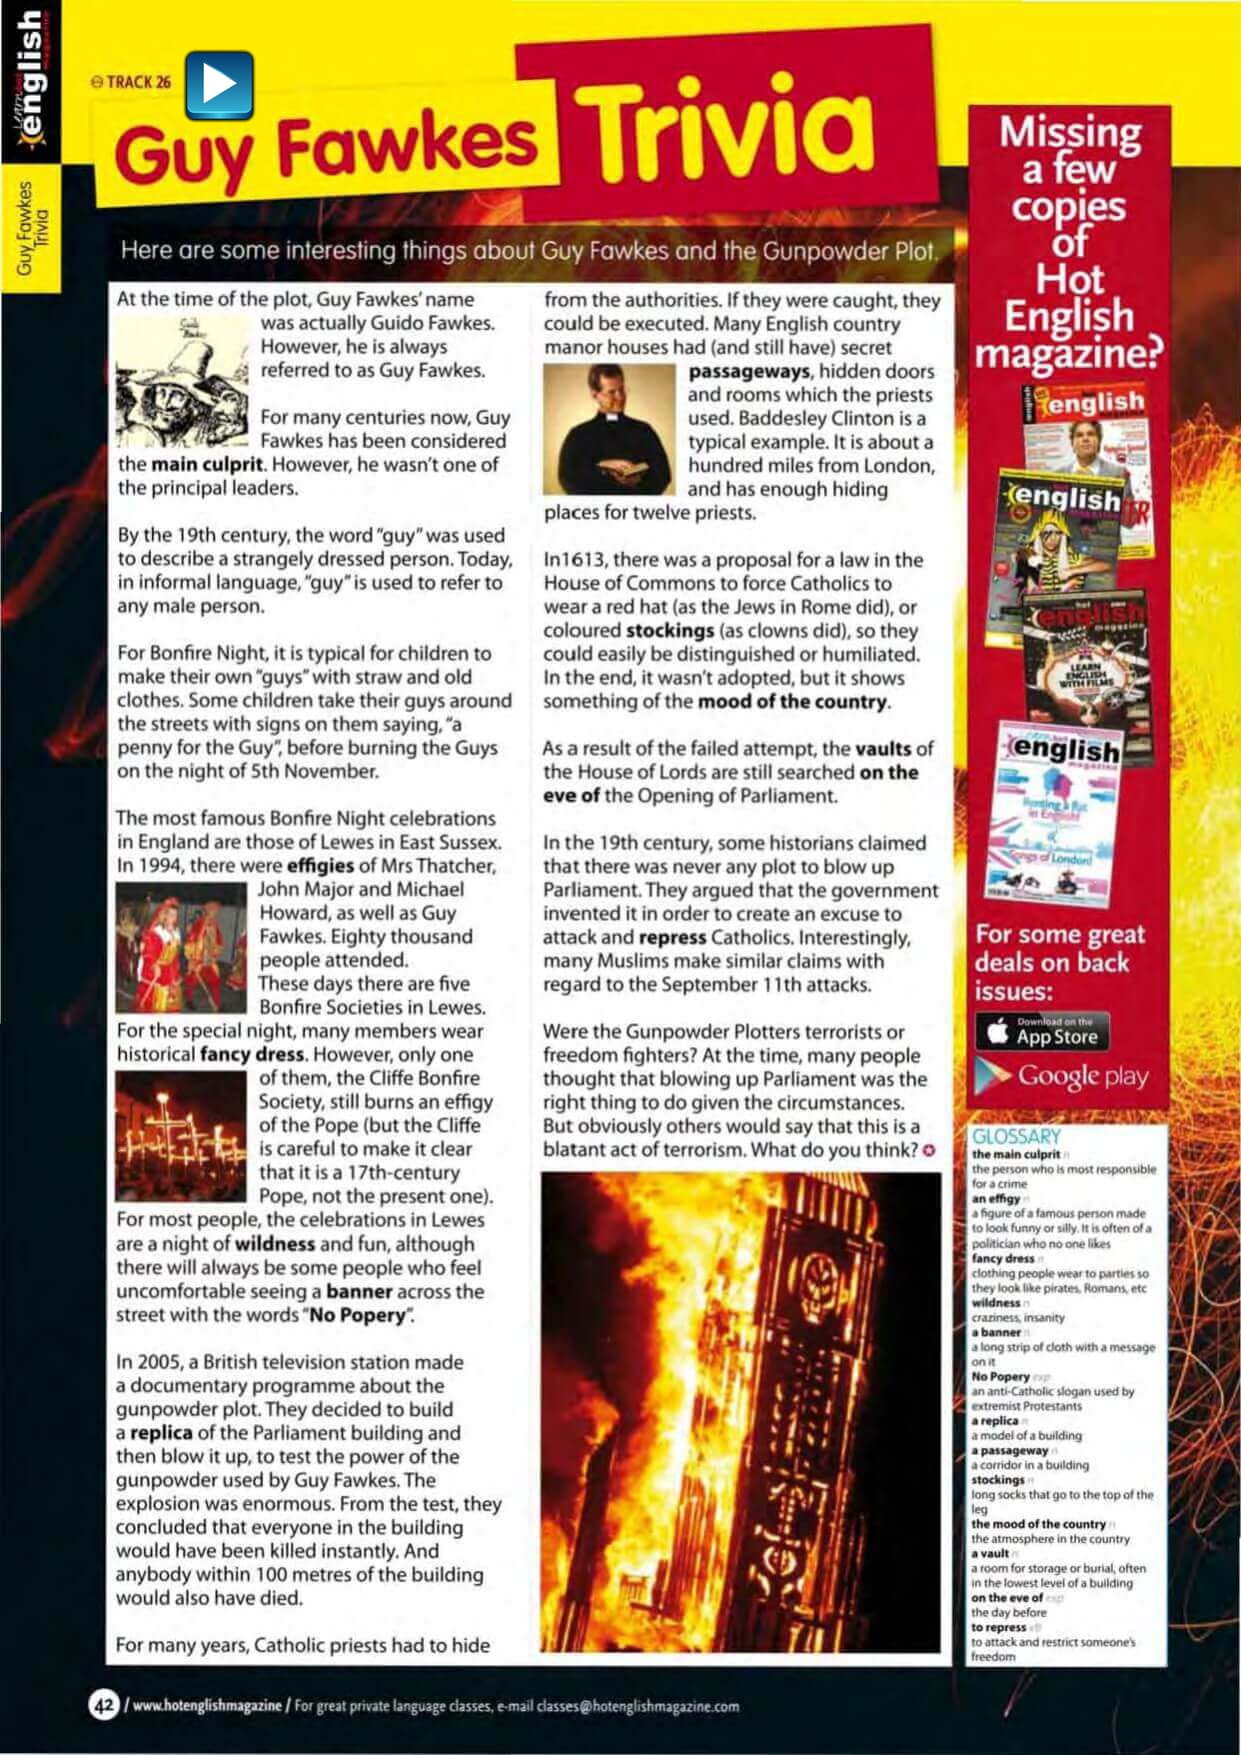 Learn hot
english
magazine
Guy Fawkes
Trivia
TRACK 26
Guy Fawkes Trivia
Here are some interesting things about Guy Fawkes and the Gunpowder Plot.
At the time of the plot, Guy Fawkes' name
was actually Guido Fawkes.
However, he is always
referred to as Guy Fawkes.
For many centuries now, Guy
Fawkes has been considered
the main culprit. However, he wasn't one of
the principal leaders.
By the 19th century, the word "guy" was used
to describe a strangely dressed person. Today,
in informal language, "guy" is used to refer to
any male person.
For Bonfire Night, it is typical for children to
make their own "guys" with straw and old
clothes. Some children take their guys around
the streets with signs on them saying, "a
penny for the Guy", before burning the Guys
on the night of 5th November.
The most famous Bonfire Night celebrations
in England are those of Lewes in East Sussex.
In 1994, there were effigies of Mrs Thatcher,
John Major and Michael
Howard, as well as Guy
Fawkes. Eighty thousand
people attended.
These days there are five
Bonfire Societies in Lewes.
For the special night, many members wear
historical fancy dress. However, only one
of them, the Cliffe Bonfire
Society, still burns an effigy
of the Pope (but the Cliffe
is careful to make it clear
that it is a 17th-century
Pope, not the present one).
For most people, the celebrations in Lewes
are a night of wildness and fun, although
there will always be some people who feel
uncomfortable seeing a banner across the
street with the words "No Popery".
In 2005, a British television station made
a documentary programme about the
gunpowder plot. They decided to build
a replica of the Parliament building and
then blow it up, to test the power of the
gunpowder used by Guy Fawkes. The
explosion was enormous. From the test, they
concluded that everyone in the building
would have been killed instantly. And
anybody within 100 metres of the building
would also have died.
For many years, Catholic priests had to hide
from the authorities. If they were caught, they
could be executed. Many English country
manor houses had (and still have) secret
passageways, hidden doors
and rooms which the priests
used. Baddesley Clinton is a
typical example. It is about a
hundred miles from London,
and has enough hiding
places for twelve priests.
In1613, there was a proposal for a law in the
House of Commons to force Catholics to
wear a red hat (as the Jews in Rome did), or
coloured stockings (as clowns did), so they
could easily be distinguished or humiliated.
In the end, it wasn't adopted, but it shows
something of the mood of the country.
As a result of the failed attempt, the vaults of
the House of Lords are still searched on the
eve of the Opening of Parliament.
In the 19th century, some historians claimed
that there was never any plot to blow up
Parliament. They argued that the government
invented it in order to create an excuse to
attack and repress Catholics. Interestingly,
many Muslims make similar claims with
regard to the September 11th attacks.
Were the Gunpowder Plotters terrorists or
freedom fighters? At the time, many people
thought that blowing up Parliament was the
right thing to do given the circumstances.
But obviously others would say that this is a
blatant act of terrorism. What do you think?
Missing
a few
copies
of
Hot
English
magazine?
english
english
magazine
english
magazine
LEARN
ENGLISH
WITH FILMS
english
magazine
Renting a Flat
in English!
Songs of London!
For some great
deals on back
issues:
Download on the
App Store
Google play
GLOSSARY
the main culprit n
the person who is most responsible
for a crime
an effigy n
a figure of a famous person made
to look funny or silly. It is often of a
politician who no one likes
fancy dress n
clothing people wear to parties so
they look like pirates, Romans, etc
wildness n
craziness, insanity
a banner n
a long strip of cloth with a message
on it
No Popery exp
an anti-Catholic slogan used by
extremist Protestants
a replica n
a model of a building
a passageway n
a corridor in a building
stockings n
long socks that go to the top of the
leg
the mood of the country n
the atmosphere in the country
a vault n
a room for storage or burial, often
in the lowest level of a building
on the eve of exp
the day before
to repress vb
to attack and restrict someone's
freedom
42 / www.hotenglishmagazine / For great private language classes, e-mail classes@hotenglishmagazine.com